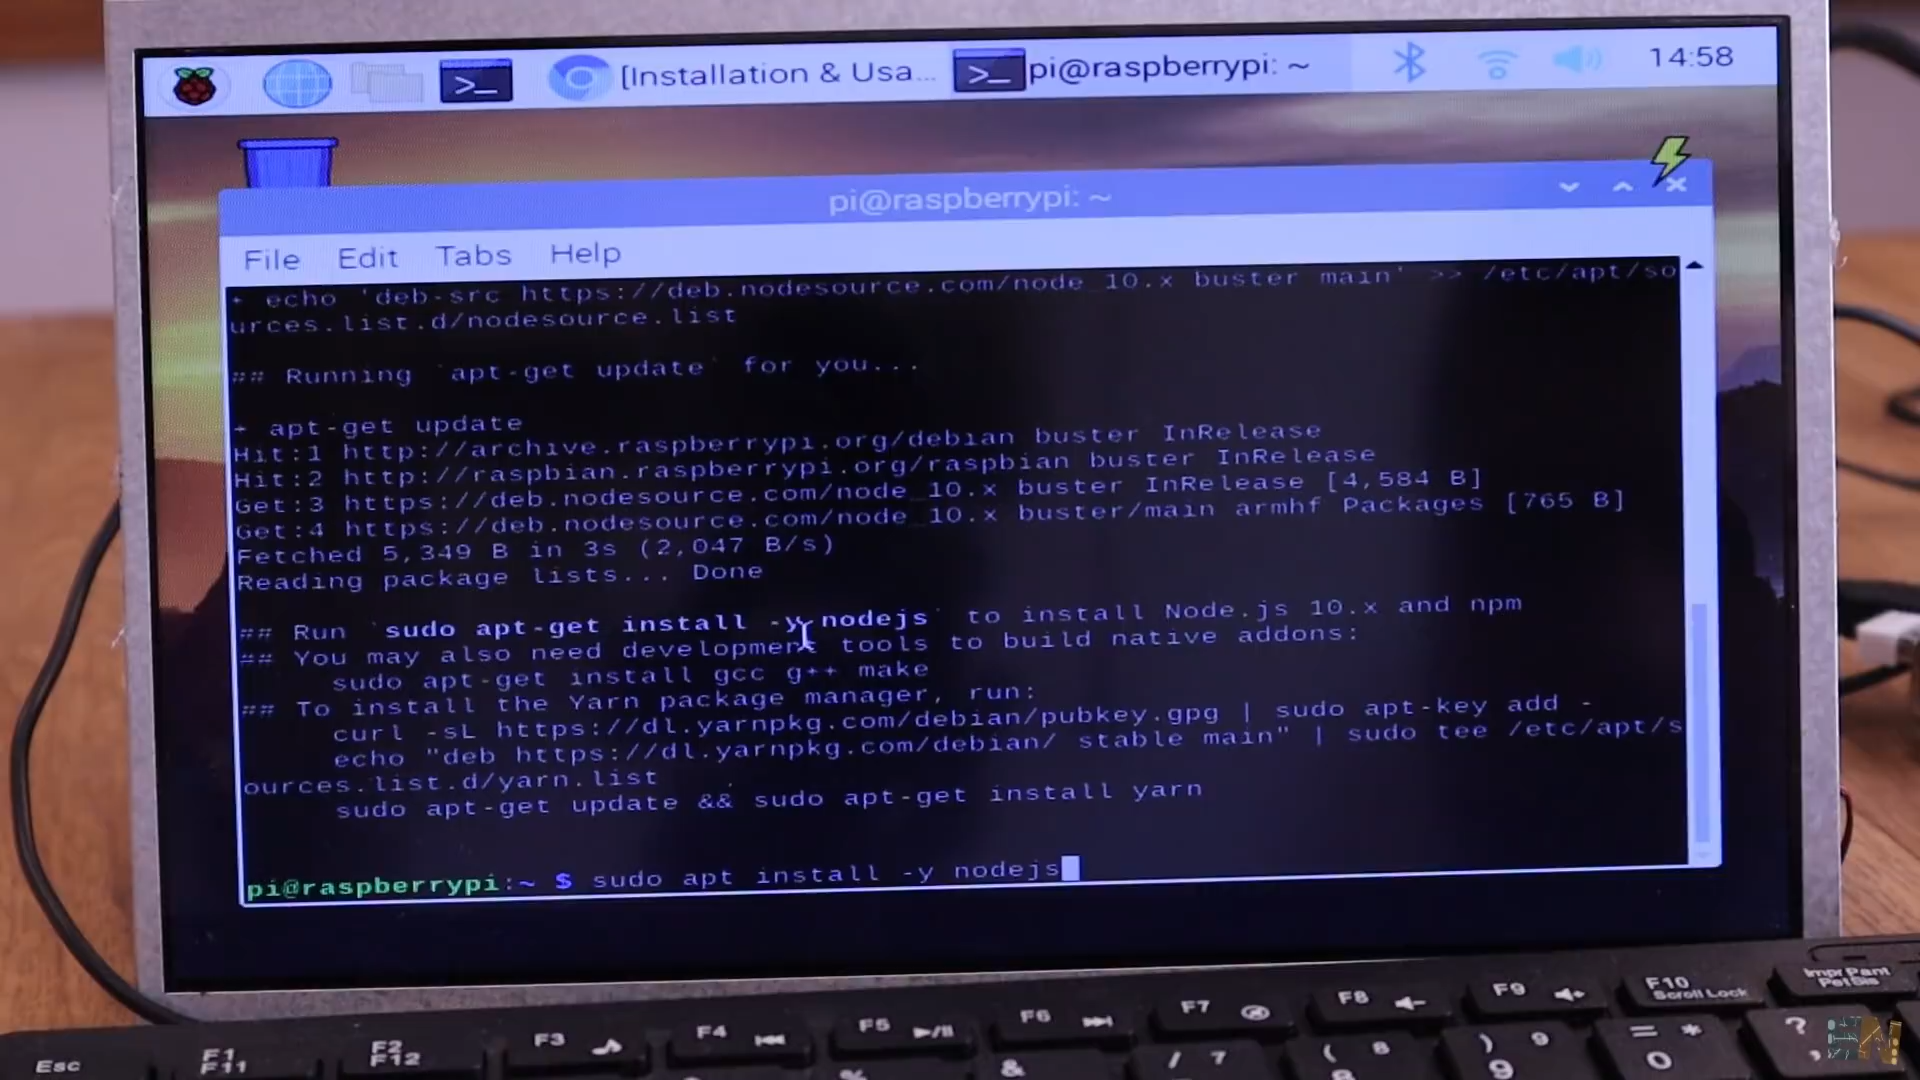 [Installation & Usa... pi@raspberrypi: ~ 14:58
pi@raspberrypi: ~
File Edit Tabs Help
+ echo 'deb-src https://deb.nodesource.com/node_10.x buster main' >> /etc/apt/so
urces.list.d/nodesource.list
## Running `apt-get update` for you...
+ apt-get update
Hit:1 http://archive.raspberrypi.org/debian buster InRelease
Hit:2 http://raspbian.raspberrypi.org/raspbian buster InRelease
Get:3 https://deb.nodesource.com/node_10.x buster InRelease [4,584 B]
Get:4 https://deb.nodesource.com/node_10.x buster/main armhf Packages [765 B]
Fetched 5,349 B in 3s (2,047 B/s)
Reading package lists... Done
## Run `sudo apt-get install -y nodejs` to install Node.js 10.x and npm
## You may also need development tools to build native addons:
sudo apt-get install gcc g++ make
## To install the Yarn package manager, run:
curl -sL https://dl.yarnpkg.com/debian/pubkey.gpg | sudo apt-key add -
echo "deb https://dl.yarnpkg.com/debian/ stable main" | sudo tee /etc/apt/s
ources.list.d/yarn.list
sudo apt-get update && sudo apt-get install yarn
pi@raspberrypi:~ $ sudo apt install -y nodejs
Esc F1 F2 F3 F4 F5 F6 F7 F8 F9 F10 Impr Pant
F11 F12 Scroll Lock PetSis
% & / 7 ( 8 ) 9 = * ?
8 9 0